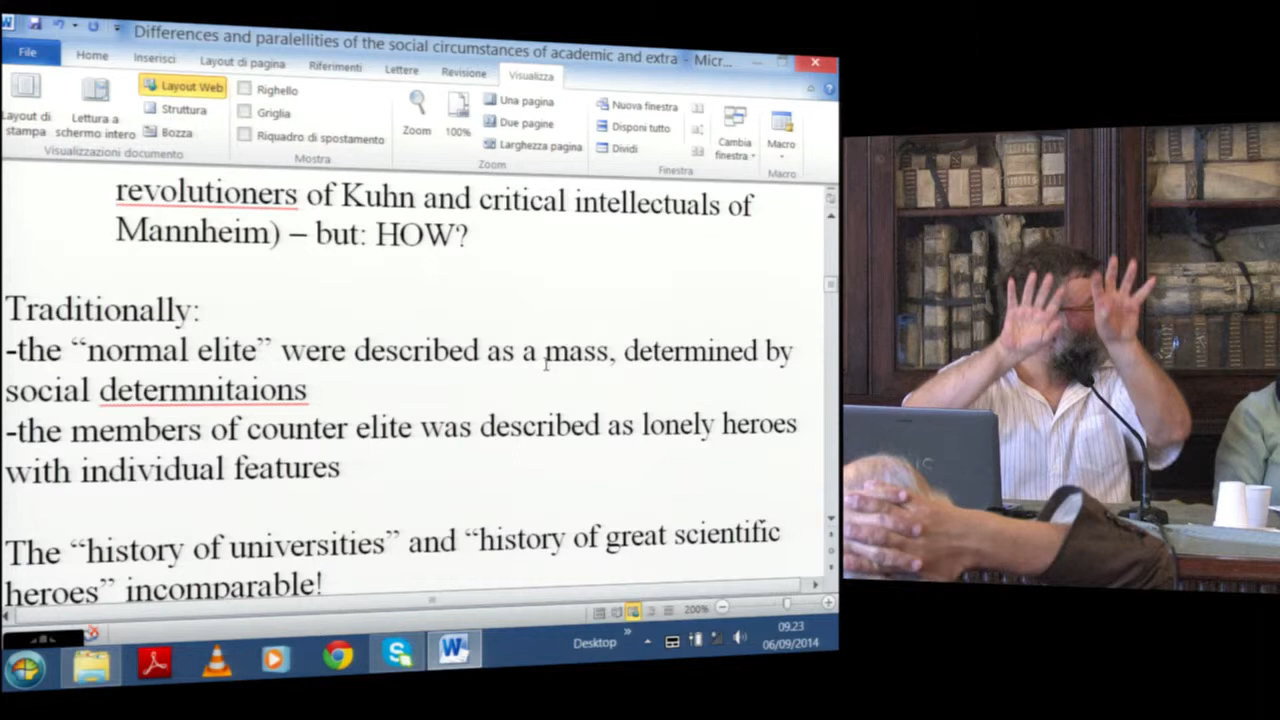 Differences and paralellities of the social circumstances of academic and extra - Micr...
File Home Inserisci Layout di pagina Riferimenti Lettere Revisione Visualizza
Layout di stampa
Lettura a schermo intero
Layout Web
Struttura
Bozza
Visualizzazioni documento
Righello
Griglia
Riquadro di spostamento
Mostra
Zoom
100%
Una pagina
Due pagine
Larghezza pagina
Zoom
Nuova finestra
Disponi tutto
Dividi
Cambia finestra
Finestra
Macro
Macro
revolutioners of Kuhn and critical intellectuals of
Mannheim) – but: HOW?
Traditionally:
-the “normal elite” were described as a mass, determined by
social determnitaions
-the members of counter elite was described as lonely heroes
with individual features
The “history of universities” and “history of great scientific
heroes” incomparable!
200%
Desktop
09.23
06/09/2014